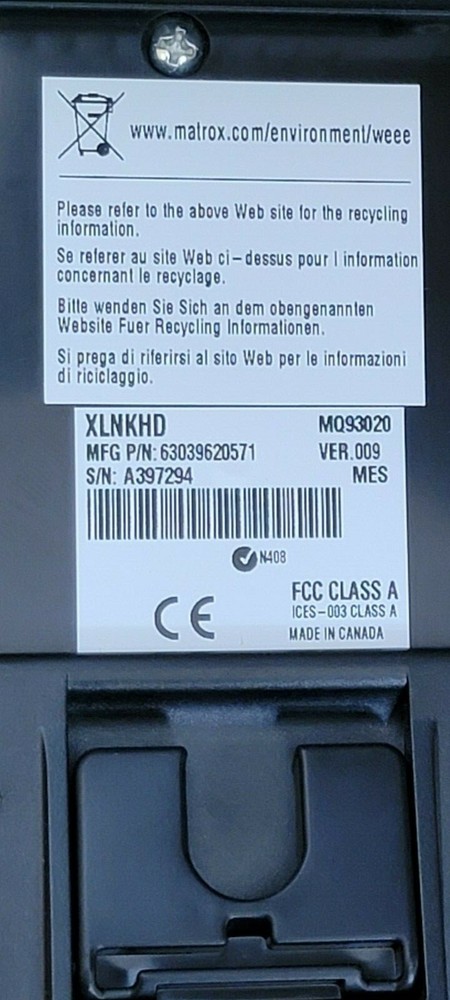 www.matrox.com/environment/weee
Please refer to the above Web site for the recycling
information.
Se referer au site Web ci-dessus pour l information
concernant le recyclage.
Bitte wenden Sie Sich an dem obengenannten
Website Fuer Recycling Informationen.
Si prega di riferirsi al sito Web per le informazioni
di riciclaggio.
XLNKHD MQ93020
MFG P/N: 63039620571 VER.009
S/N: A397294 MES
N408
CE FCC CLASS A
ICES-003 CLASS A
MADE IN CANADA